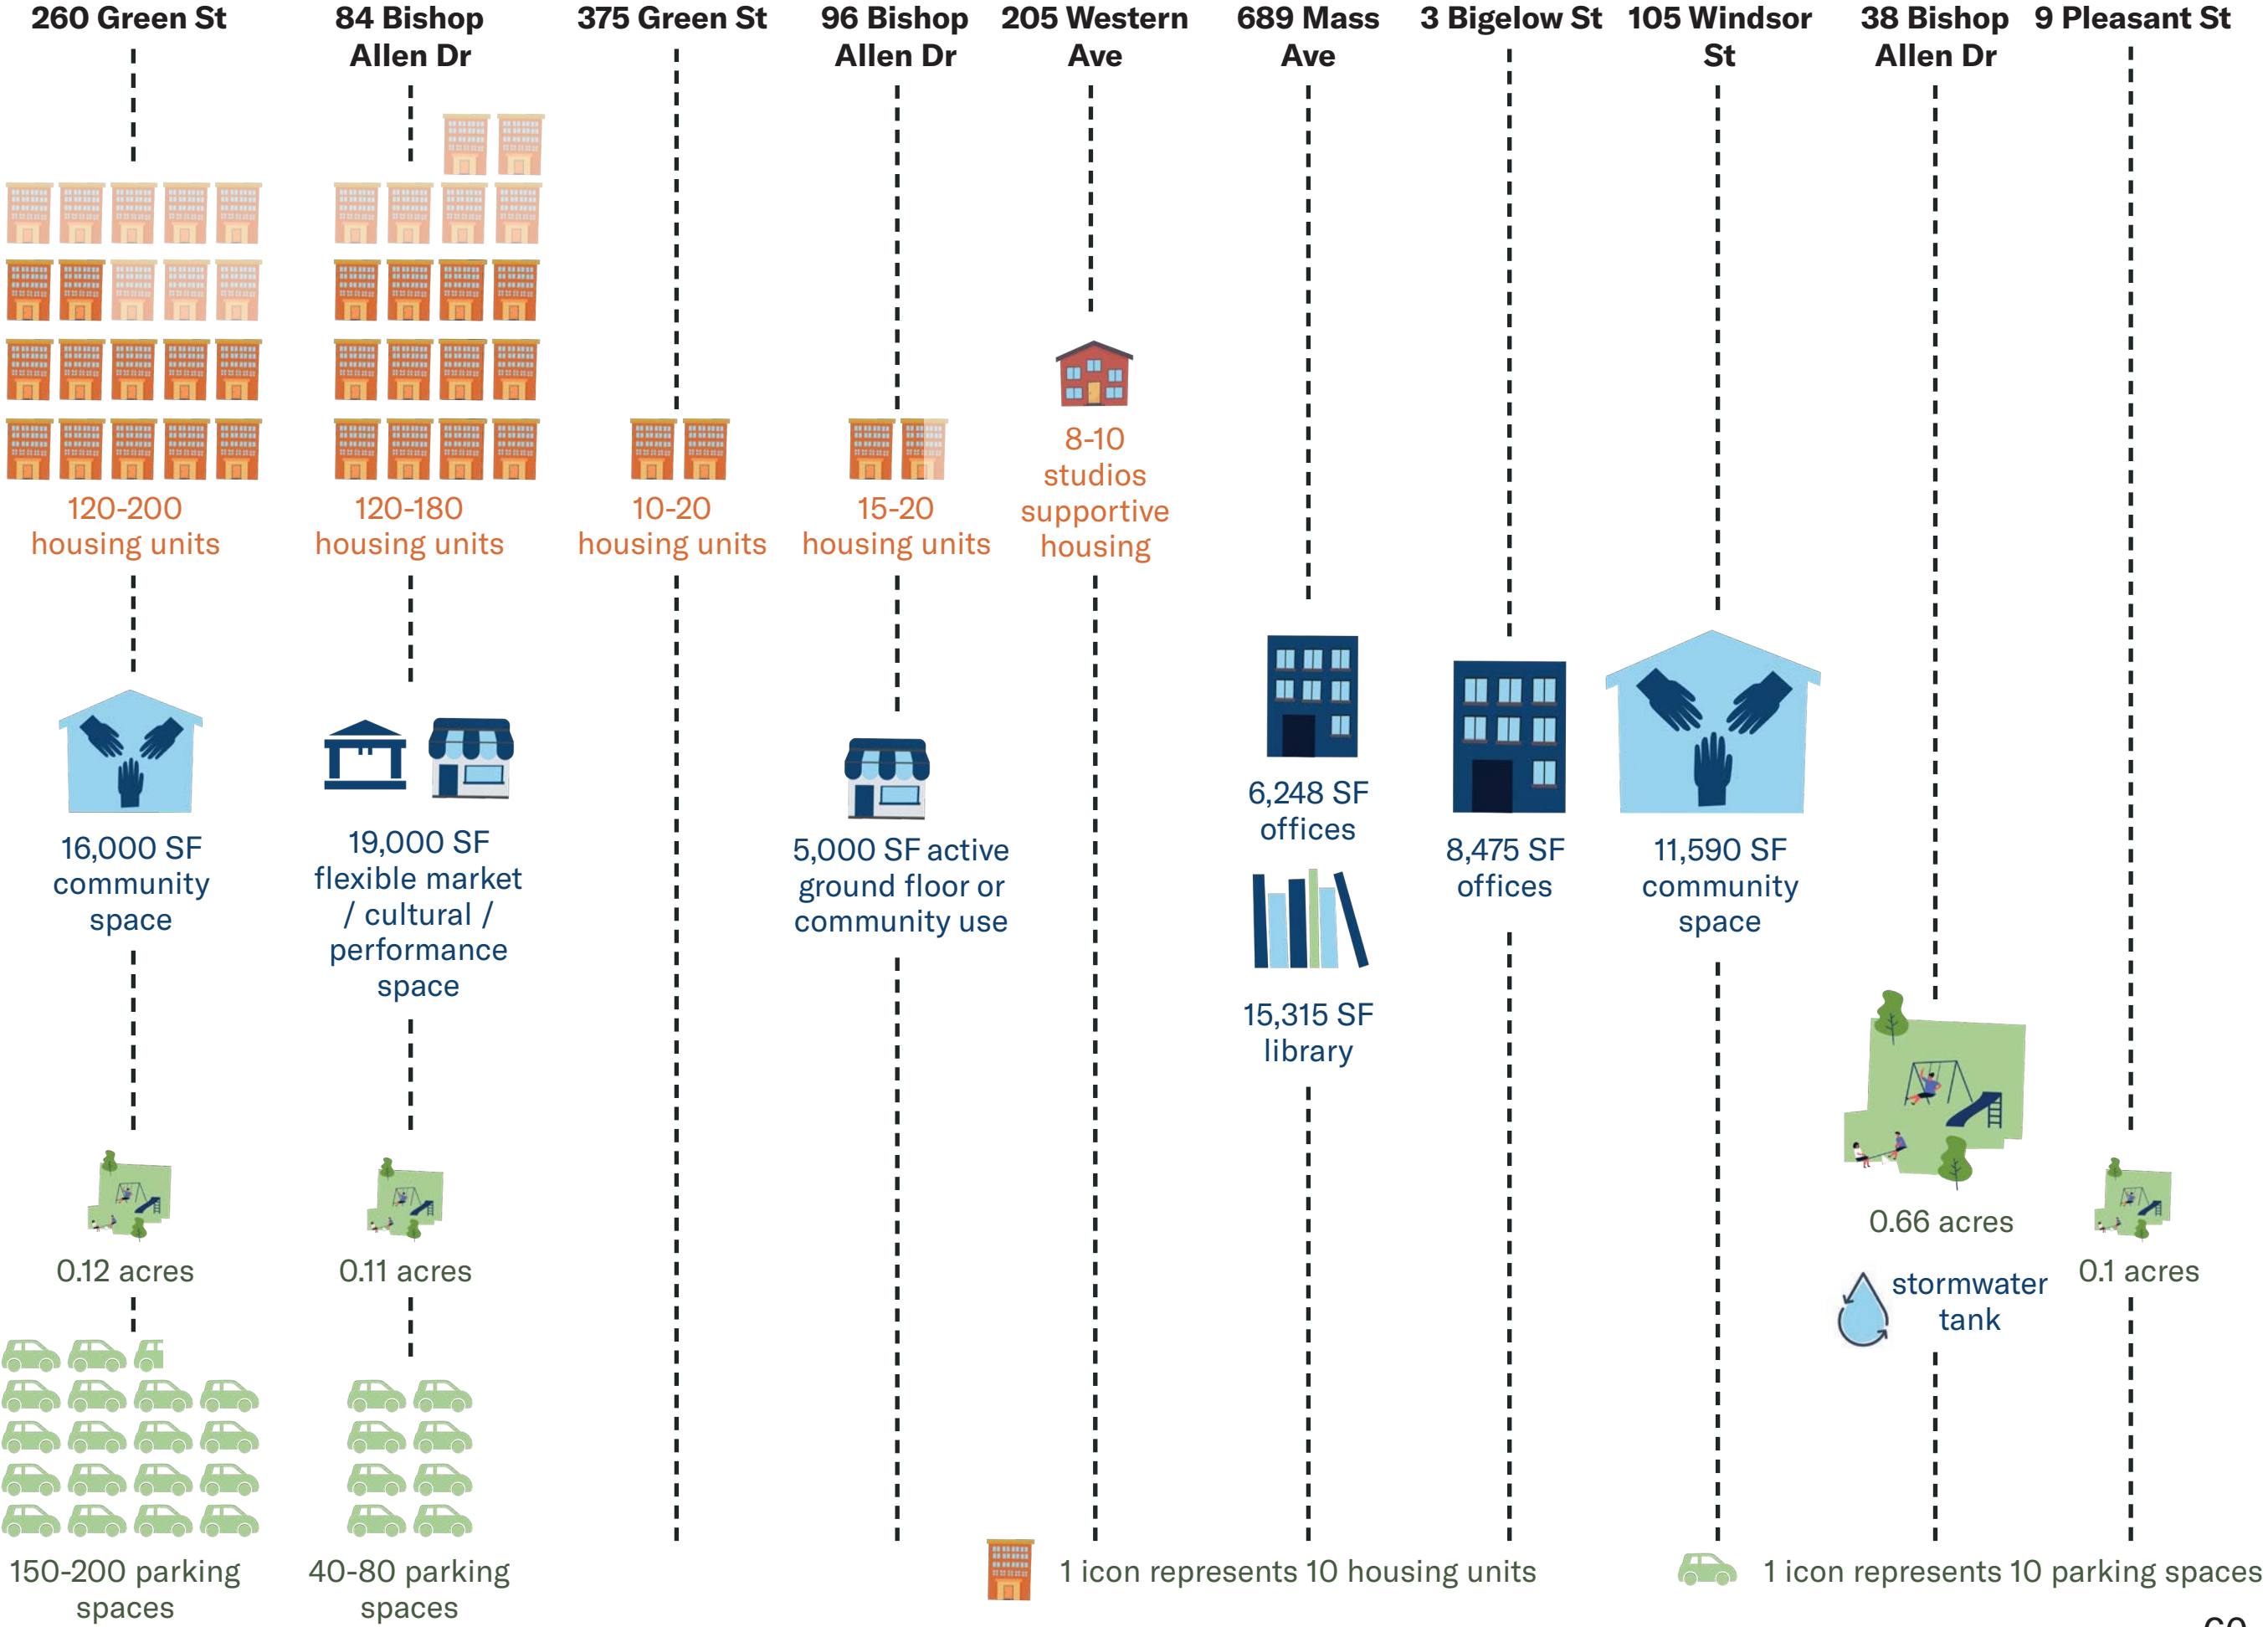 260 Green St
84 Bishop
Allen Dr
375 Green St
96 Bishop
Allen Dr
205 Western
Ave
689 Mass
Ave
3 Bigelow St
105 Windsor
St
38 Bishop
Allen Dr
9 Pleasant St
120-200
housing units
120-180
housing units
10-20
housing units
15-20
housing units
8-10
studios
supportive
housing
16,000 SF
community
space
19,000 SF
flexible market
/ cultural /
performance
space
5,000 SF active
ground floor or
community use
6,248 SF
offices
15,315 SF
library
8,475 SF
offices
11,590 SF
community
space
0.12 acres
0.11 acres
0.66 acres
stormwater
tank
0.1 acres
150-200 parking
spaces
40-80 parking
spaces
1 icon represents 10 housing units
1 icon represents 10 parking spaces